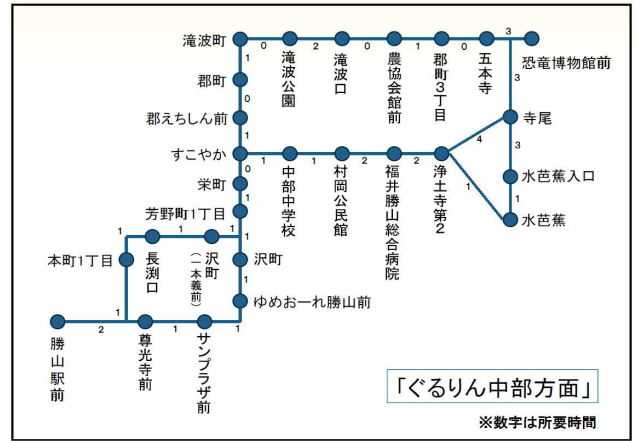 滝波町
0
2
0
1
0
3
滝波公園
滝波口
農協会館前
郡町3丁目
五本寺
恐竜博物館前
1
3
郡町
0
寺尾
郡えちしん前
1
4
3
すこやか
1
1
2
2
1
0
中部中学校
村岡公民館
福井勝山総合病院
浄土寺第2
水芭蕉入口
1
栄町
1
水芭蕉
芳野町1丁目
1
1
1
1
本町1丁目
長渕口
沢町
(一本義前)
沢町
1
ゆめおーれ勝山前
2
1
1
勝山駅前
尊光寺前
サンプラザ前
「ぐるりん中部方面」
※数字は所要時間